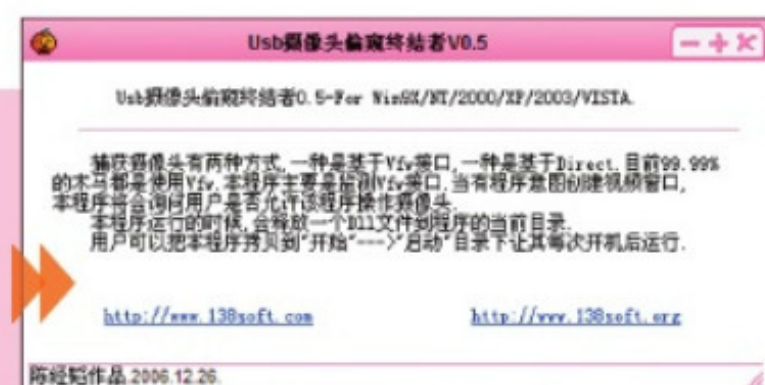 Usb摄像头偷窥终结者V0.5
Usb摄像头偷窥终结者0.5-For Win9X/NT/2000/XP/2003/VISTA.
捕获摄像头有两种方式,一种是基于Vfw接口,一种是基于Direct.目前99.99%
的木马都是使用Vfw,本程序主要是监测Vfw接口.当有程序意图创建视频窗口,
本程序将会询问用户是否允许该程序操作摄像头.
本程序运行的时候,会释放一个Dll文件到程序的当前目录.
用户可以把本程序拷贝到"开始"--->"启动"目录下让其每次开机后运行.
http://www.138soft.com
http://www.138soft.org
陈经韬作品.2006.12.26.